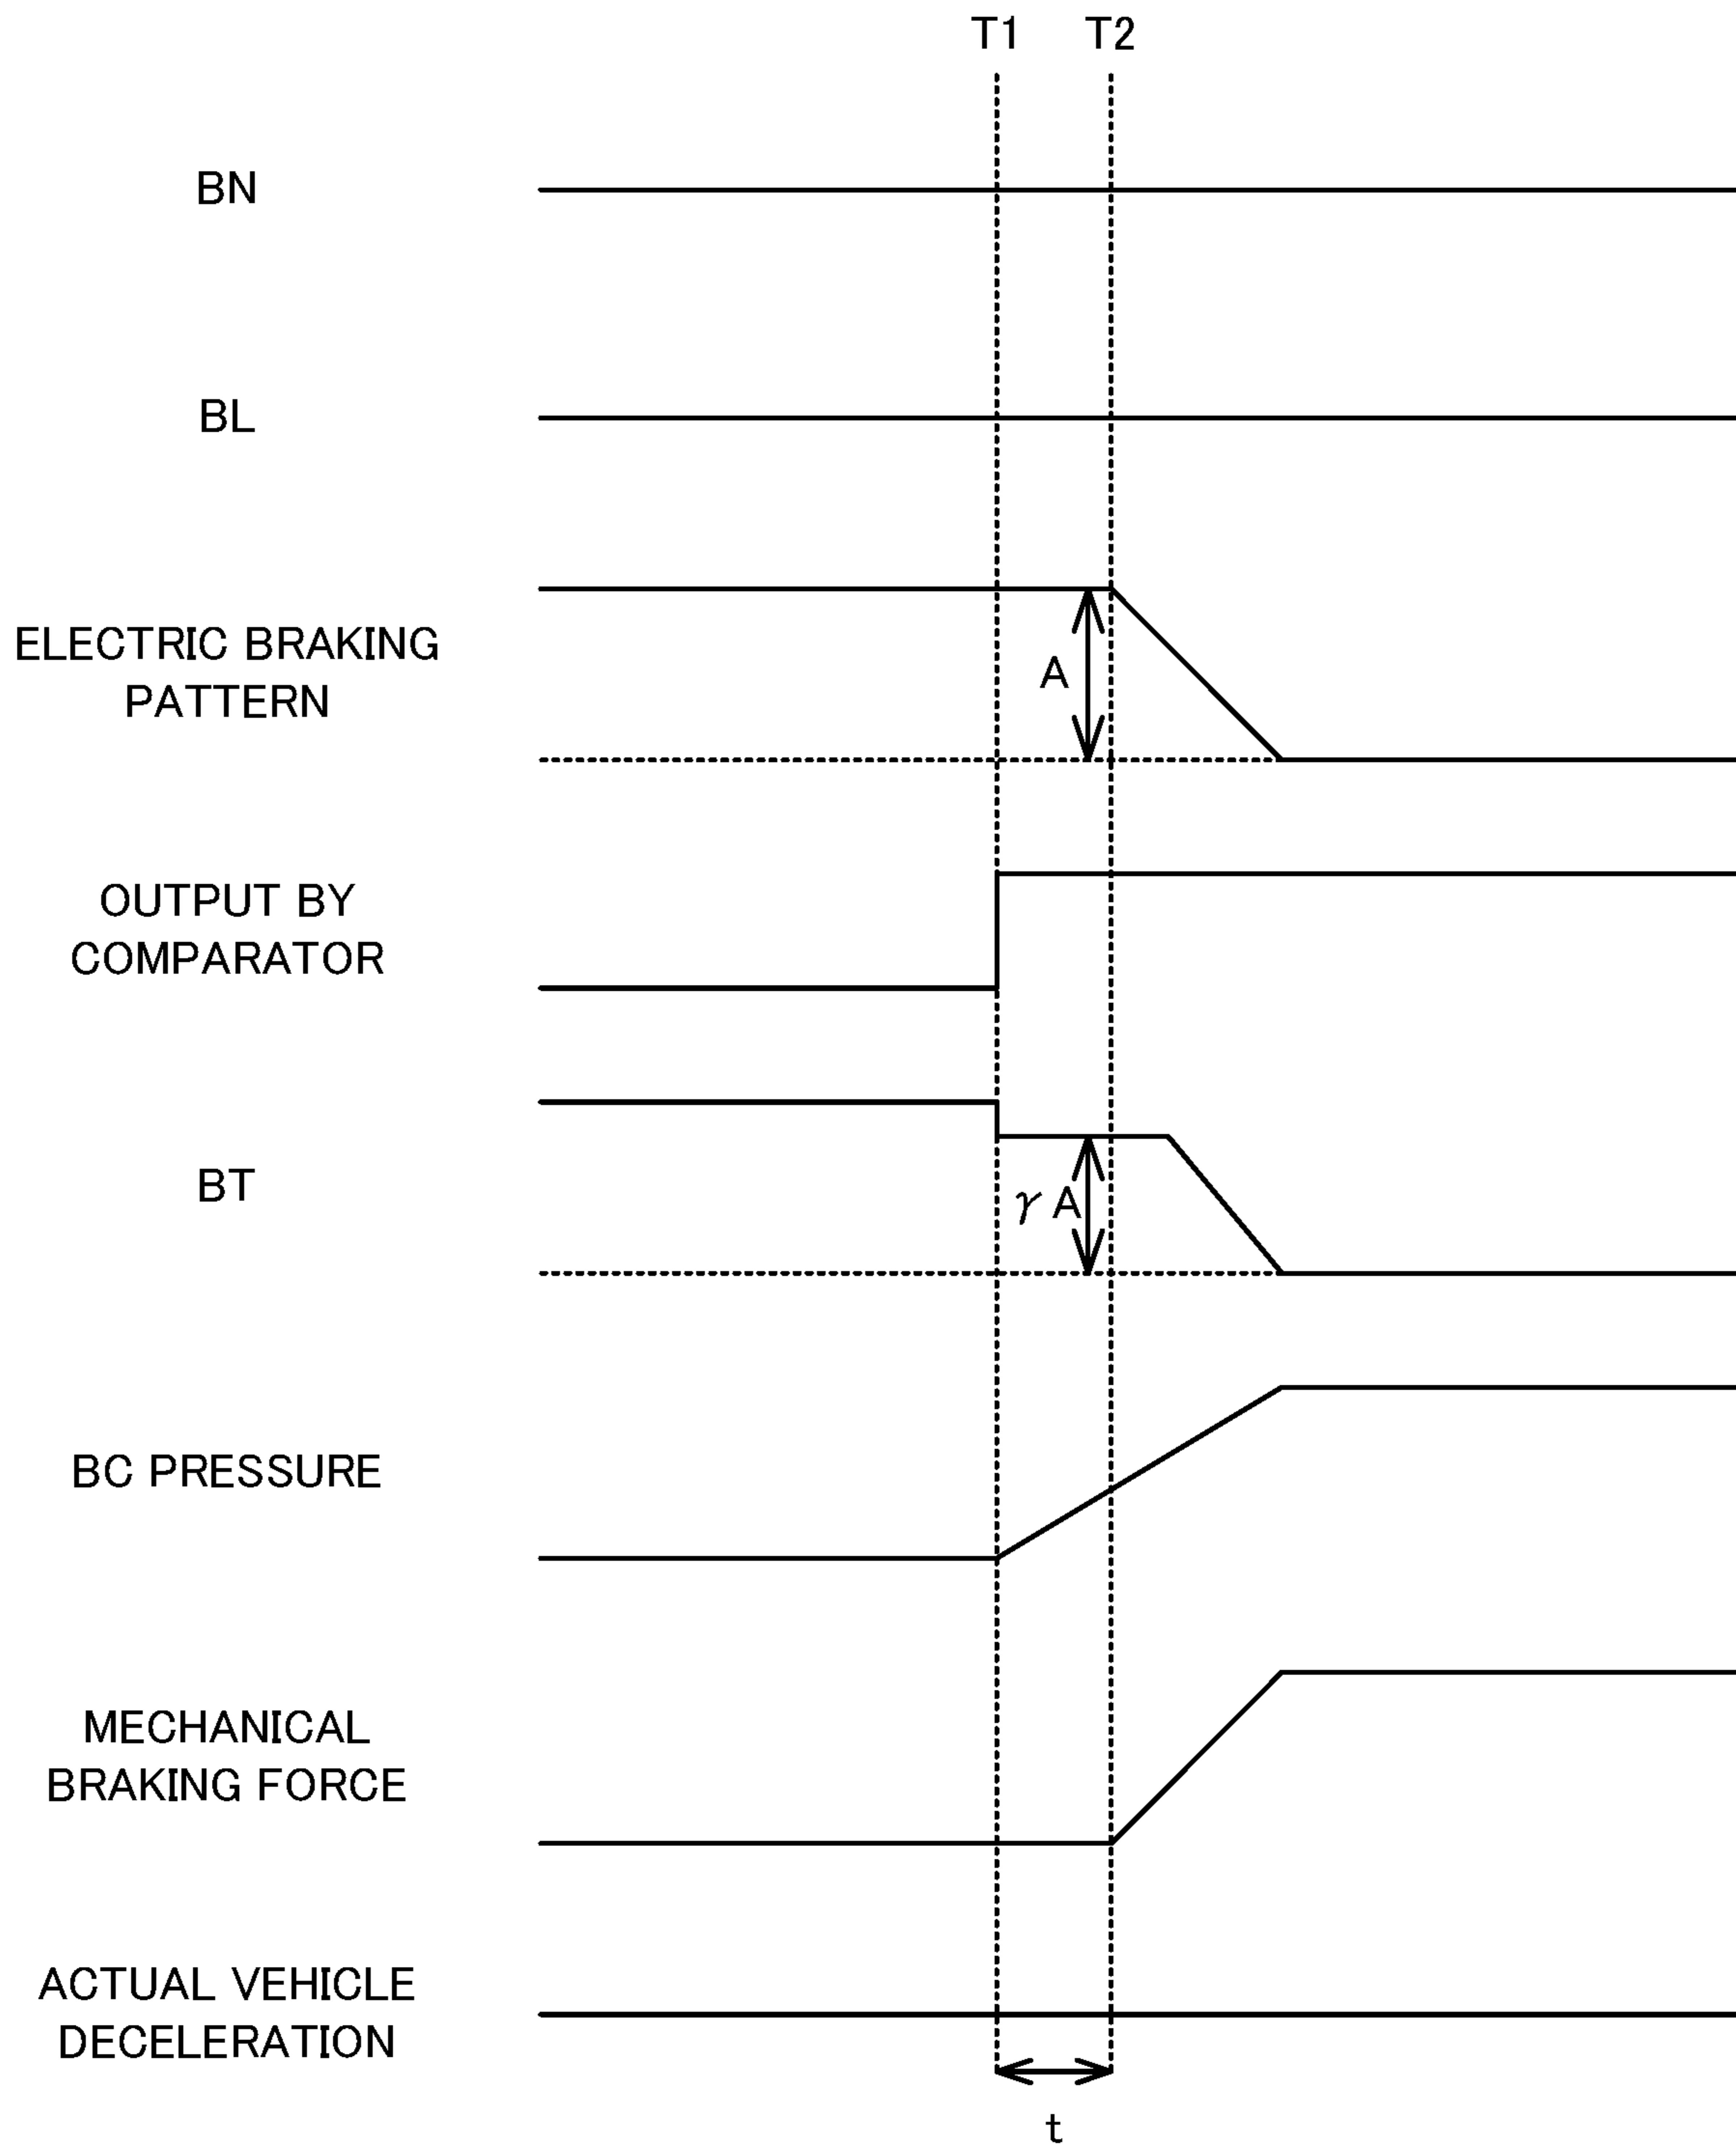 T1 T2
BN
BL
ELECTRIC BRAKING
PATTERN
A
OUTPUT BY
COMPARATOR
BT
γA
BC PRESSURE
MECHANICAL
BRAKING FORCE
ACTUAL VEHICLE
DECELERATION
t